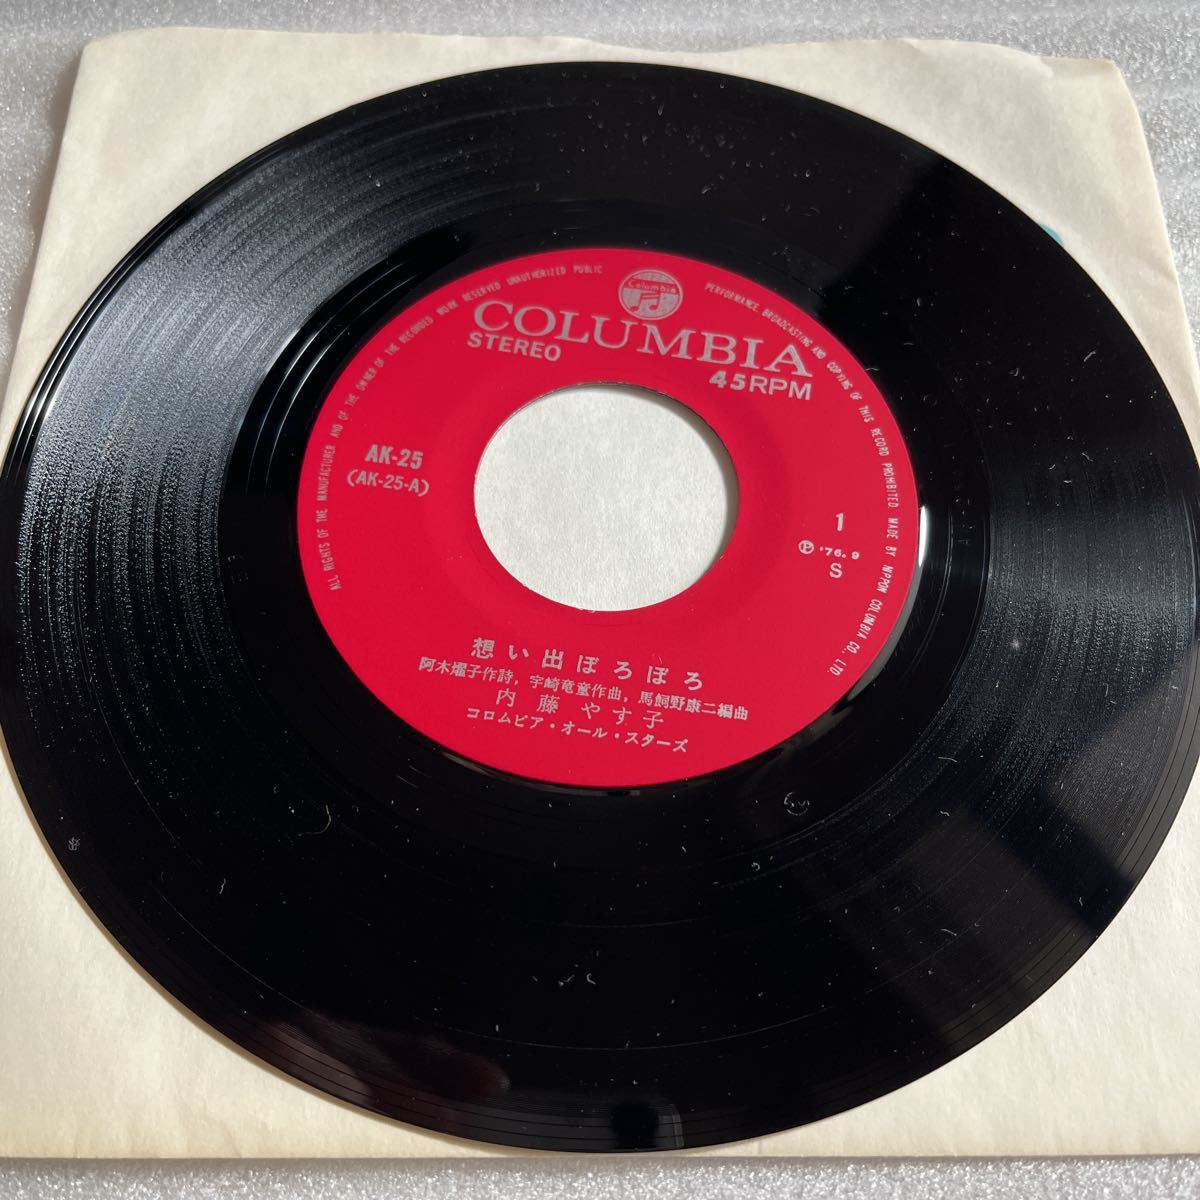 ALL RIGHTS OF THE MANUFACTURER AND OF THE OWNER OF THE RECORDED WORK RESERVED UNAUTHORIZED PUBLIC PERFORMANCE BROADCASTING AND COPYING OF THIS RECORD PROHIBITED MADE BY NIPPON COLUMBIA CO., LTD.
Columbia
COLUMBIA
STEREO
45RPM
AK-25
(AK-25-A)
1
Ⓟ '76.9
S
想い出ぼろぼろ
阿木燿子作詩, 宇崎竜童作曲, 馬飼野康二編曲
内藤やす子
コロムビア・オール・スターズ